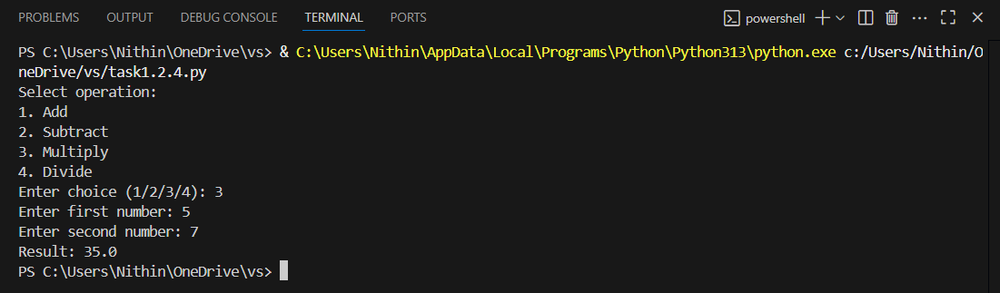 PROBLEMS OUTPUT DEBUG CONSOLE TERMINAL PORTS powershell
PS C:\Users\Nithin\OneDrive\vs> & C:\Users\Nithin\AppData\Local\Programs\Python\Python313\python.exe c:/Users/Nithin/O
neDrive/vs/task1.2.4.py
Select operation:
1. Add
2. Subtract
3. Multiply
4. Divide
Enter choice (1/2/3/4): 3
Enter first number: 5
Enter second number: 7
Result: 35.0
PS C:\Users\Nithin\OneDrive\vs>